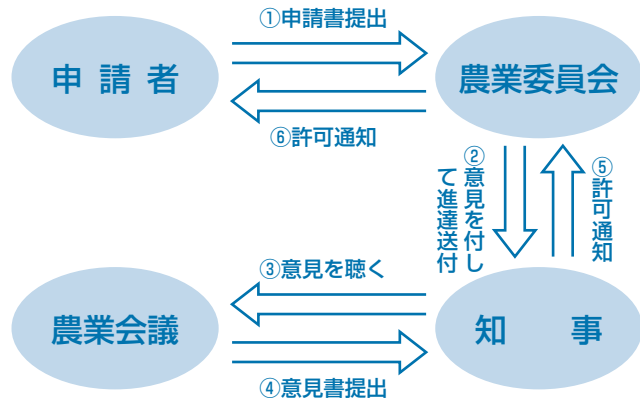 ①申請書提出
申請者
農業委員会
⑥許可通知
②意見を付し
て進達送付
⑤許可通知
③意見を聴く
農業会議
知事
④意見書提出